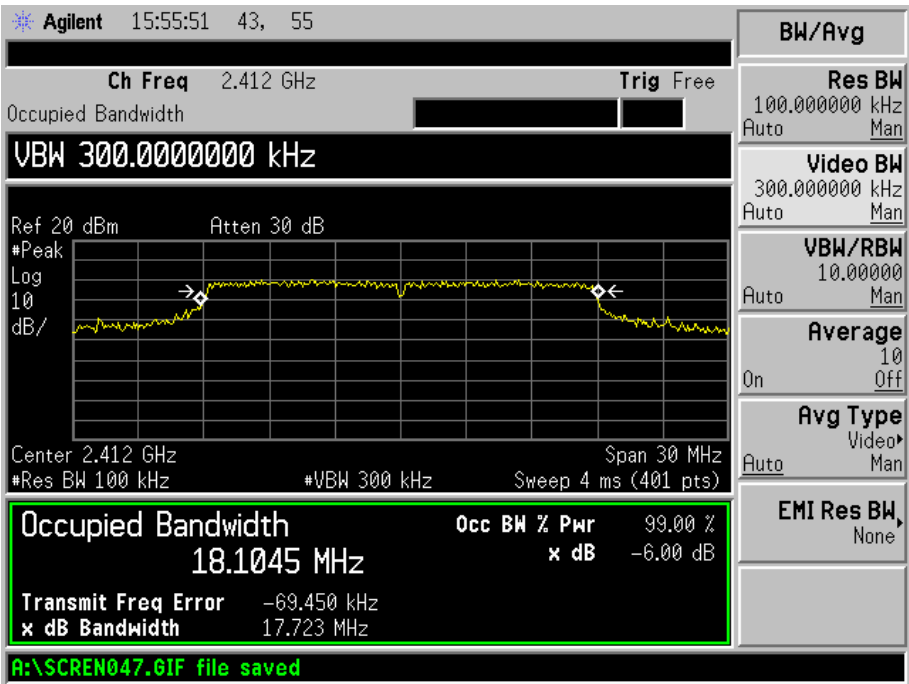 Agilent 15:55:51 43, 55
Ch Freq 2.412 GHz Trig Free
Occupied Bandwidth
VBW 300.0000000 kHz
Ref 20 dBm Atten 30 dB
#Peak
Log
10
dB/
Center 2.412 GHz Span 30 MHz
#Res BW 100 kHz #VBW 300 kHz Sweep 4 ms (401 pts)
Occupied Bandwidth Occ BW % Pwr 99.00 %
18.1045 MHz x dB -6.00 dB
Transmit Freq Error -69.450 kHz
x dB Bandwidth 17.723 MHz
A:\SCREN047.GIF file saved
BW/Avg
Res BW
100.000000 kHz
Auto Man
Video BW
300.000000 kHz
Auto Man
VBW/RBW
10.00000
Auto Man
Average
10
On Off
Avg Type
Video
Auto Man
EMI Res BW
None